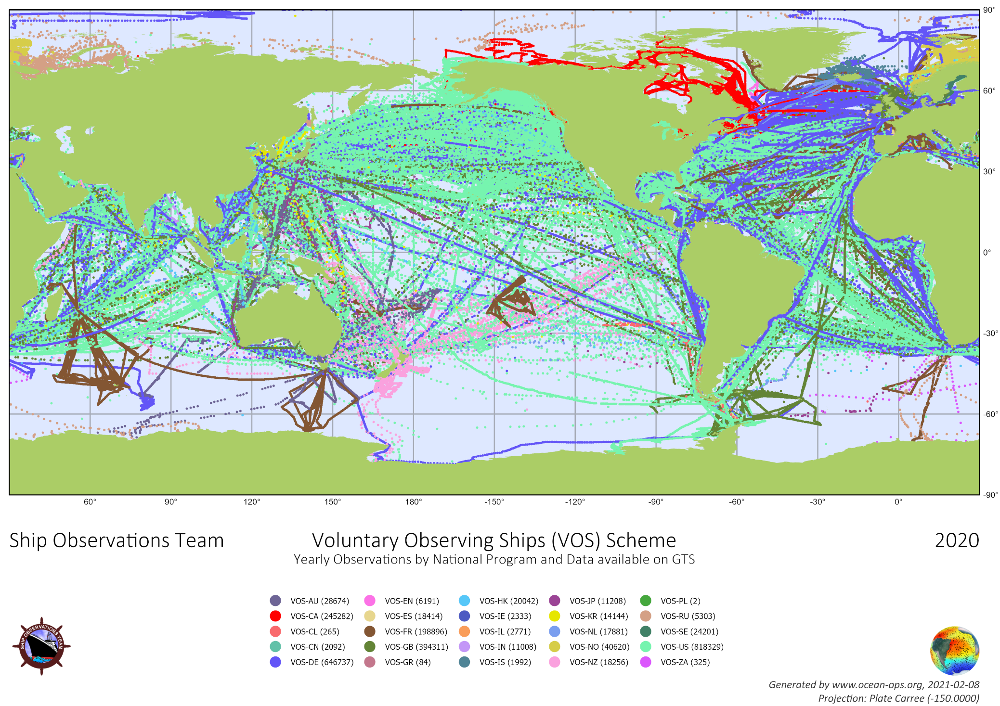 90°
60°
30°
0°
-30°
-60°
-90°
60° 90° 120° 150° 180° -150° -120° -90° -60° -30° 0°
Ship Observations Team
Voluntary Observing Ships (VOS) Scheme
2020
Yearly Observations by National Program and Data available on GTS
VOS-AU (28674) VOS-EN (6191) VOS-HK (20042) VOS-JP (11208) VOS-PL (2)
VOS-CA (245282) VOS-ES (18414) VOS-IE (2333) VOS-KR (14144) VOS-RU (5303)
VOS-CL (265) VOS-FR (198896) VOS-IL (2771) VOS-NL (17881) VOS-SE (24201)
VOS-CN (2092) VOS-GB (394311) VOS-IN (11008) VOS-NO (40620) VOS-US (818329)
VOS-DE (646737) VOS-GR (84) VOS-IS (1992) VOS-NZ (18256) VOS-ZA (325)
SHIP OBSERVATIONS TEAM
Generated by www.ocean-ops.org, 2021-02-08
Projection: Plate Carree (-150.0000)